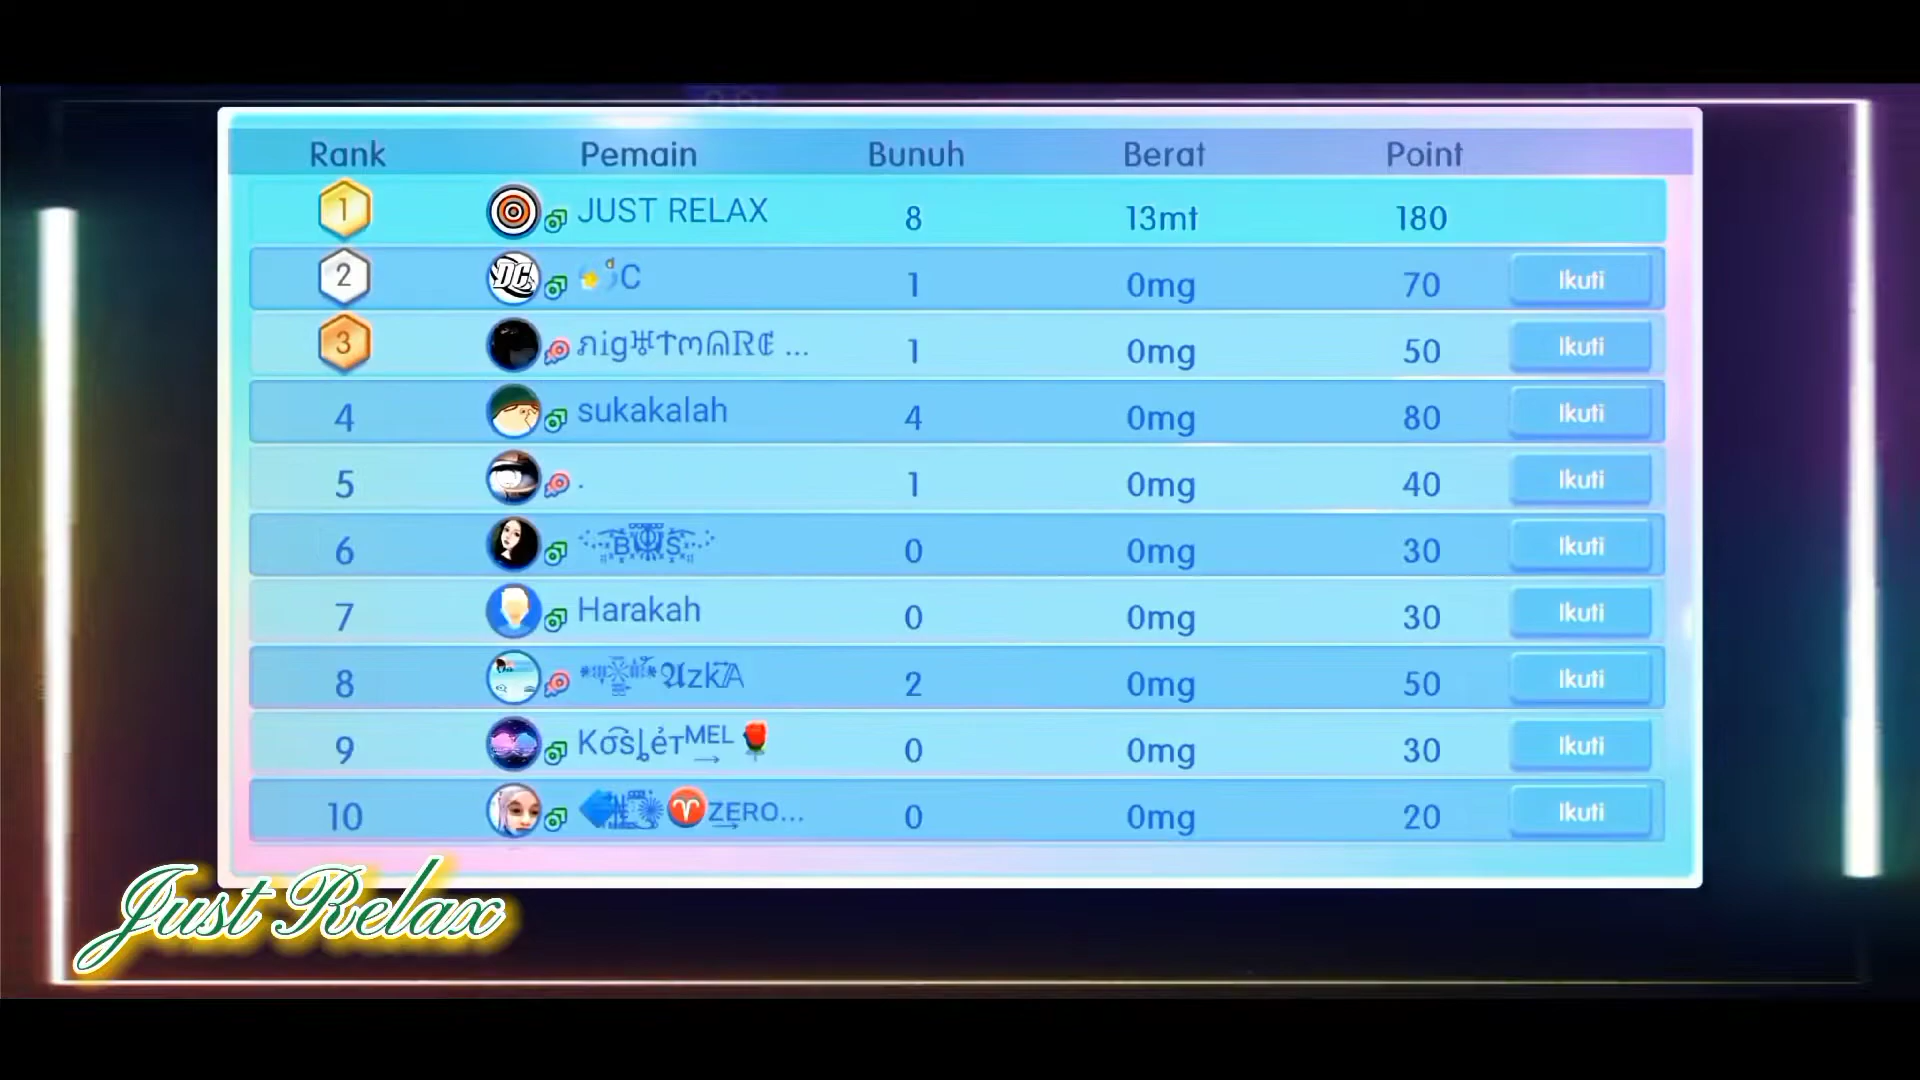 Rank Pemain Bunuh Berat Point
1 JUST RELAX 8 13mt 180
2 DC C 1 0mg 70 Ikuti
3 1 0mg 50 Ikuti
4 sukakalah 4 0mg 80 Ikuti
5 . 1 0mg 40 Ikuti
6 0 0mg 30 Ikuti
7 Harakah 0 0mg 30 Ikuti
8 𝔄zk𝔸 2 0mg 50 Ikuti
9 MEL 0 0mg 30 Ikuti
10 ZERO... 0 0mg 20 Ikuti
Just Relax